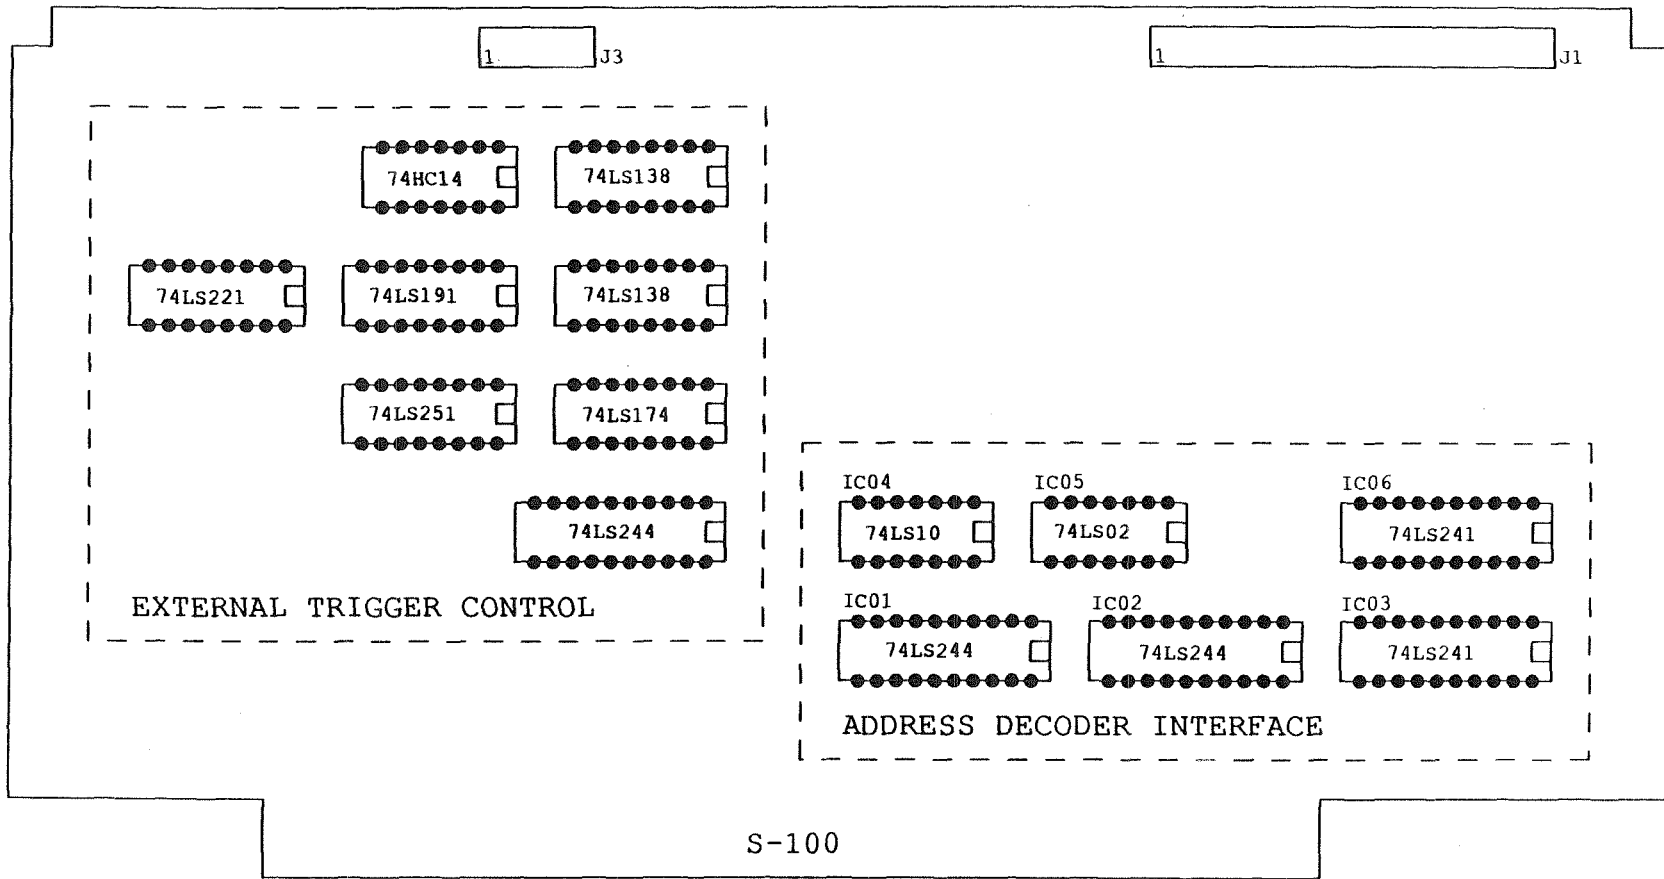 1 J3
1 J1
74HC14 74LS138
74LS221 74LS191 74LS138
74LS251 74LS174
74LS244
EXTERNAL TRIGGER CONTROL
IC04 IC05 IC06
74LS10 74LS02 74LS241
IC01 IC02 IC03
74LS244 74LS244 74LS241
ADDRESS DECODER INTERFACE
S-100